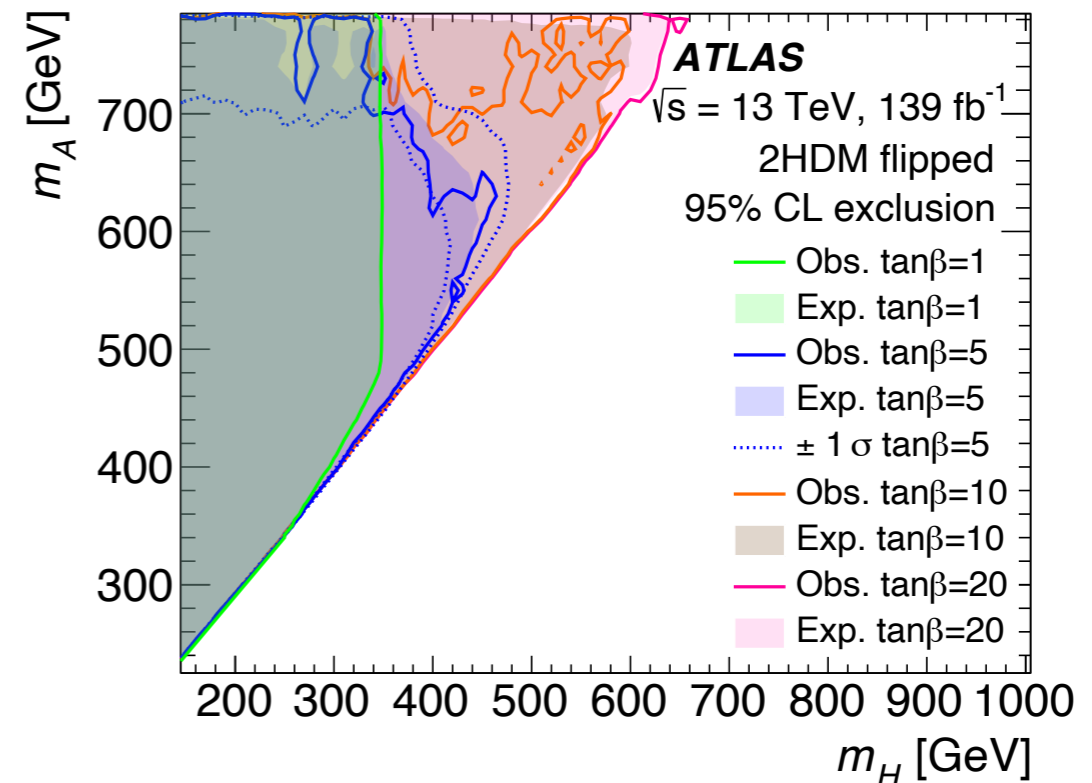 m_A [GeV]
700
600
500
400
300
200 300 400 500 600 700 800 900 1000
m_H [GeV]
ATLAS
√s = 13 TeV, 139 fb⁻¹
2HDM flipped
95% CL exclusion
Obs. tanβ=1
Exp. tanβ=1
Obs. tanβ=5
Exp. tanβ=5
± 1 σ tanβ=5
Obs. tanβ=10
Exp. tanβ=10
Obs. tanβ=20
Exp. tanβ=20